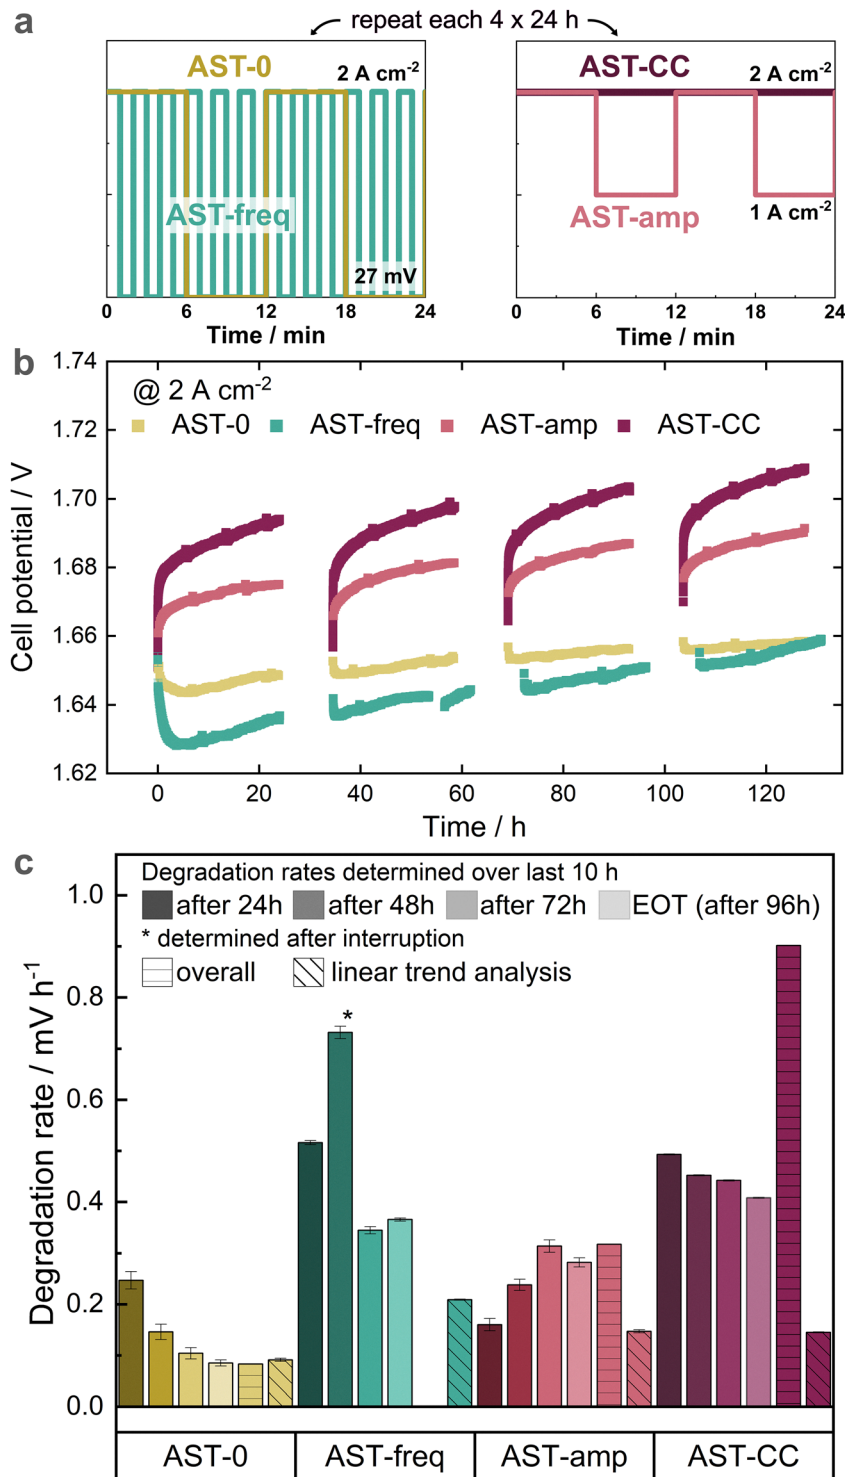 a
repeat each 4 x 24 h
AST-0
2 A cm-2
AST-freq
27 mV
0 6 12 18 24
Time / min
AST-CC
2 A cm-2
AST-amp
1 A cm-2
0 6 12 18 24
Time / min
b
@ 2 A cm-2
AST-0 AST-freq AST-amp AST-CC
1.74
1.72
1.70
1.68
1.66
1.64
1.62
Cell potential / V
0 20 40 60 80 100 120
Time / h
c
Degradation rates determined over last 10 h
after 24h after 48h after 72h EOT (after 96h)
* determined after interruption
overall linear trend analysis
*
1.0
0.8
0.6
0.4
0.2
0.0
Degradation rate / mV h-1
AST-0 AST-freq AST-amp AST-CC